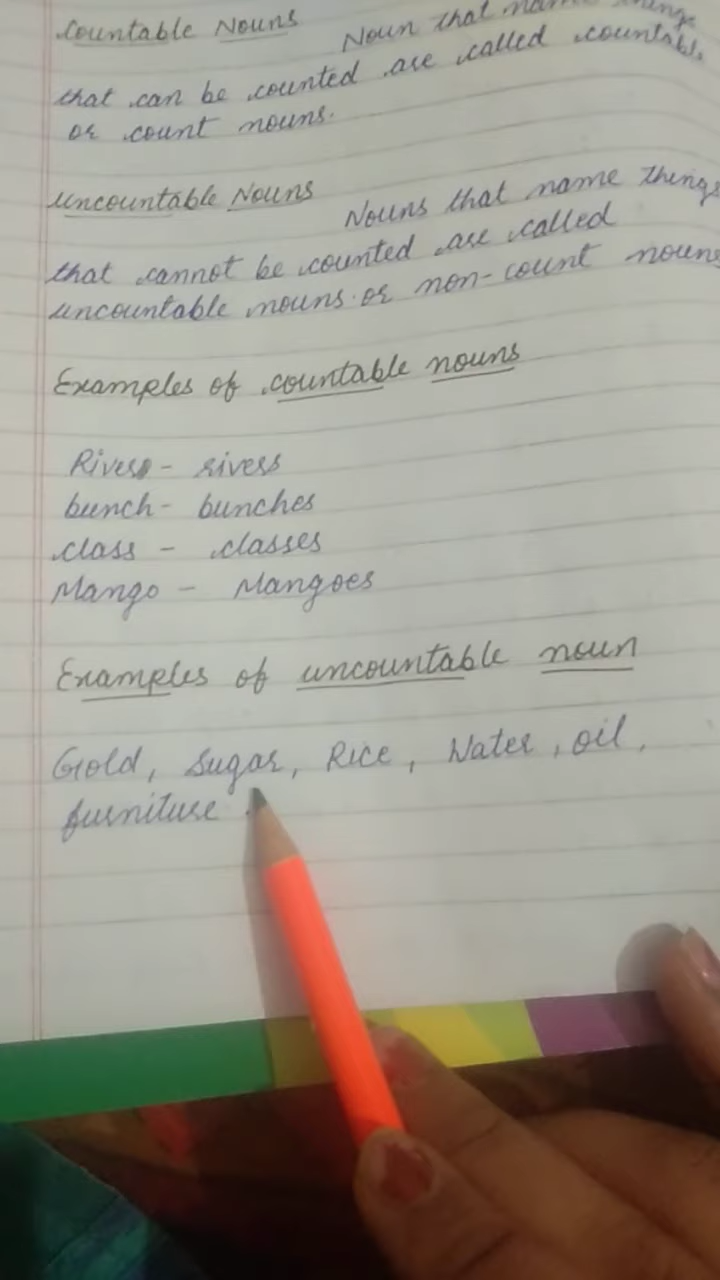 Countable Nouns
Noun that name things
that can be counted are called countable
or count nouns.
Uncountable Nouns
Nouns that name things
that cannot be counted are called
uncountable nouns or non-count nouns
Examples of countable nouns
River - rivers
bunch - bunches
class - classes
Mango - Mangoes
Examples of uncountable noun
Gold, Sugar, Rice, Water, oil,
furniture.